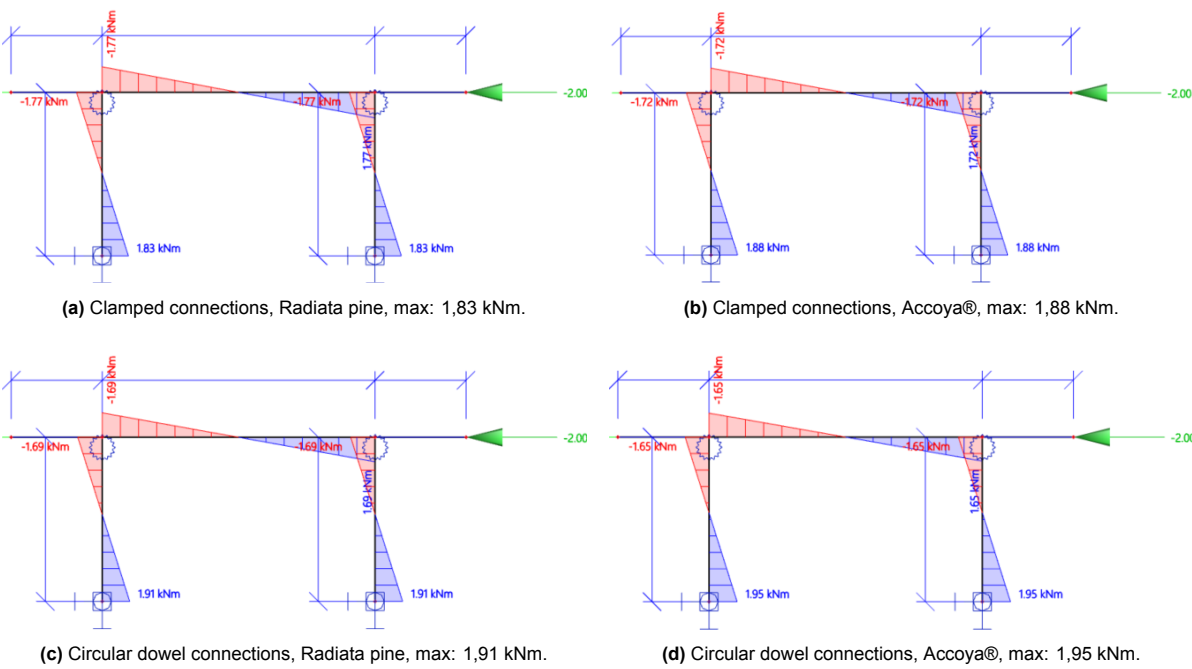 -1.77 kNm
-1.77 kNm
-1.77 kNm
1.77 kNm
-2.00
1.83 kNm
1.83 kNm
(a) Clamped connections, Radiata pine, max: 1,83 kNm.
-1.72 kNm
-1.72 kNm
-1.72 kNm
1.72 kNm
-2.00
1.88 kNm
1.88 kNm
(b) Clamped connections, Accoya®, max: 1,88 kNm.
-1.69 kNm
-1.69 kNm
-1.69 kNm
1.69 kNm
-2.00
1.91 kNm
1.91 kNm
(c) Circular dowel connections, Radiata pine, max: 1,91 kNm.
-1.65 kNm
-1.65 kNm
-1.65 kNm
1.65 kNm
-2.00
1.95 kNm
1.95 kNm
(d) Circular dowel connections, Accoya®, max: 1,95 kNm.